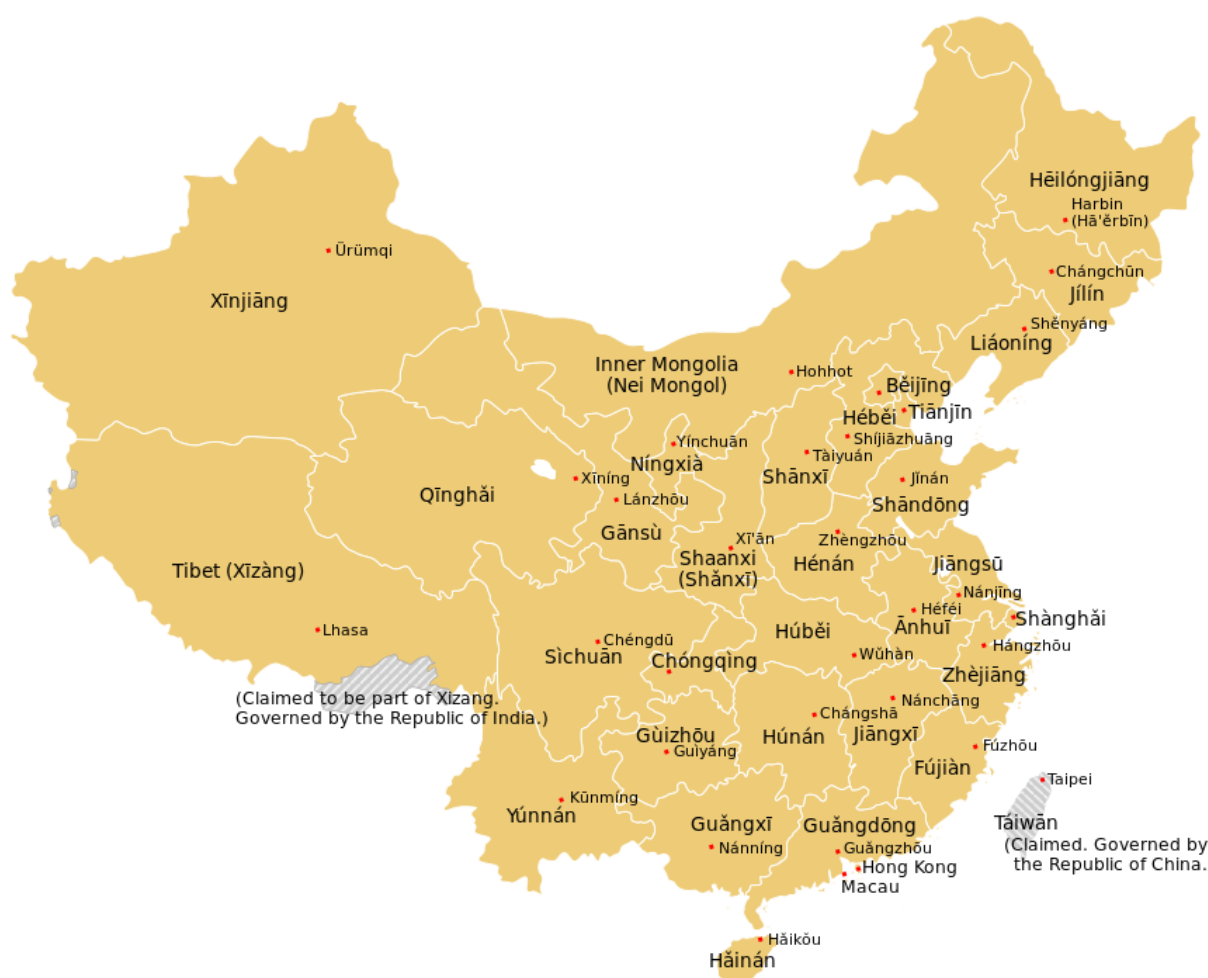 Hēilóngjiāng
Harbin
(Hā'ěrbīn)
Ürümqi
Chángchūn
Jílín
Xīnjiāng
Shěnyáng
Liáoníng
Inner Mongolia
(Nei Mongol)
Hohhot
Běijīng
Tiānjīn
Héběi
Shíjiāzhuāng
Yínchuān
Tàiyuán
Níngxià
Shānxī
Xīníng
Jǐnán
Qīnghǎi
Lánzhōu
Shāndōng
Gānsù
Xī'ān
Zhèngzhōu
Shaanxi
(Shǎnxī)
Hénán
Jiāngsū
Tibet (Xīzàng)
Nánjīng
Héféi
Shànghǎi
Ānhuī
Lhasa
Húběi
Chéngdū
Hángzhōu
Sìchuān
Chóngqìng
Wǔhàn
Zhèjiāng
(Claimed to be part of Xizang.
Governed by the Republic of India.)
Nánchāng
Chángshā
Gùizhōu
Húnán
Jiāngxī
Guìyáng
Fúzhōu
Fújiàn
Taipei
Kūnmíng
Yúnnán
Guǎngxī
Guǎngdōng
Táiwān
(Claimed. Governed by
the Republic of China.
Nánníng
Guǎngzhōu
Hong Kong
Macau
Hǎikǒu
Hǎinán